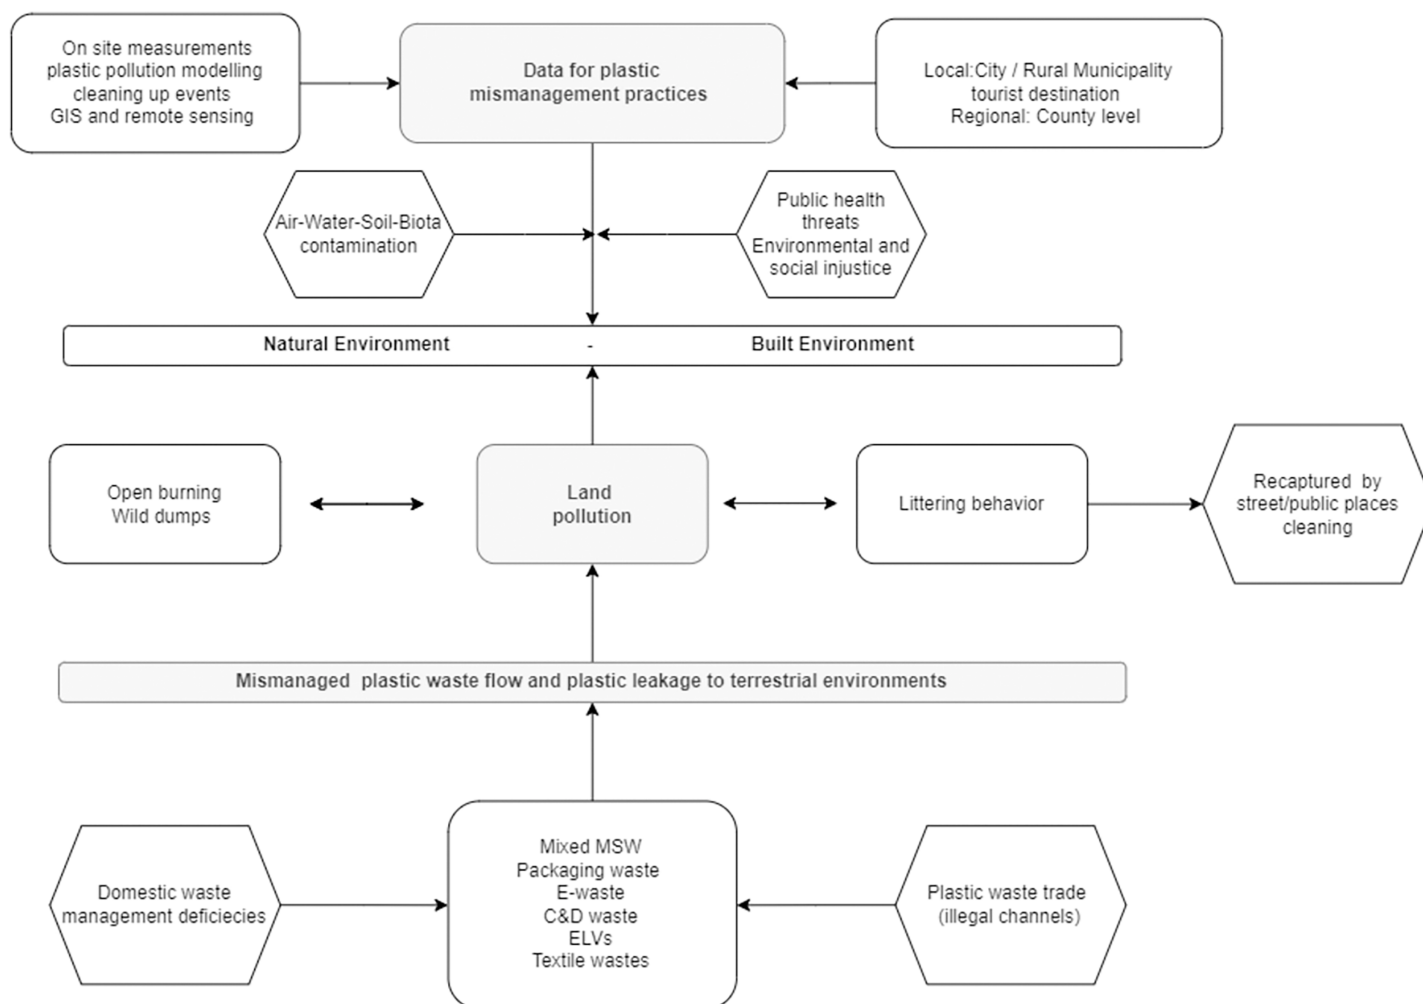 On site measurements
plastic pollution modelling
cleaning up events
GIS and remote sensing
Data for plastic
mismanagement practices
Local:City / Rural Municipality
tourist destination
Regional: County level
Air-Water-Soil-Biota
contamination
Public health
threats
Environmental and
social injustice
Natural Environment - Built Environment
Open burning
Wild dumps
Land
pollution
Littering behavior
Recaptured by
street/public places
cleaning
Mismanaged plastic waste flow and plastic leakage to terrestrial environments
Domestic waste
management deficiecies
Mixed MSW
Packaging waste
E-waste
C&D waste
ELVs
Textile wastes
Plastic waste trade
(illegal channels)